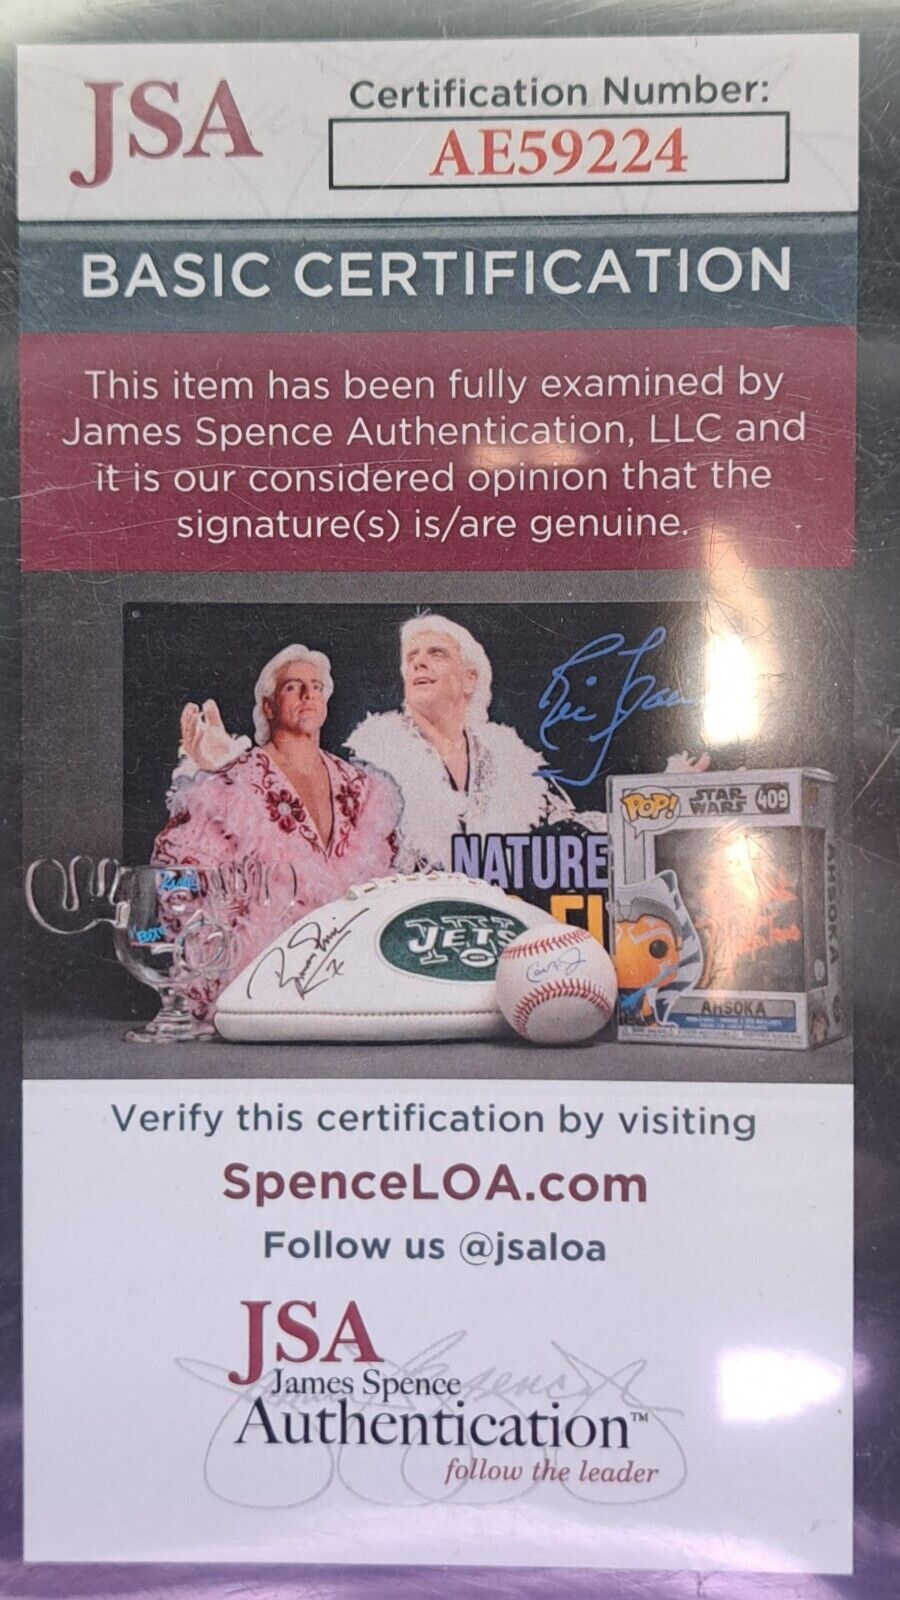 JSA
Certification Number:
AE59224
BASIC CERTIFICATION
This item has been fully examined by
James Spence Authentication, LLC and
it is our considered opinion that the
signature(s) is/are genuine.
POP!
STAR
WARS
409
NATURE
AHSOKA
JETS
AHSOKA
Verify this certification by visiting
SpenceLOA.com
Follow us @jsaloa
JSA
James Spence
Authentication™
follow the leader